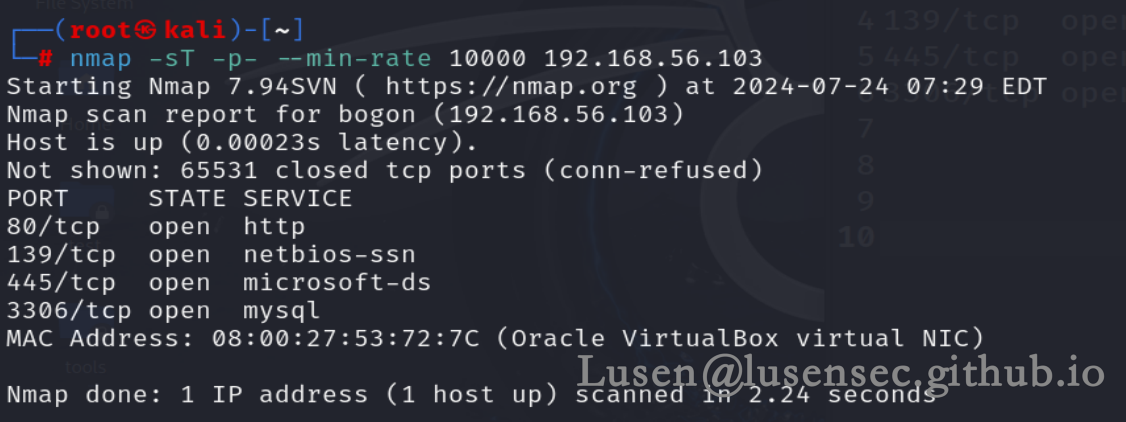 File System
┌──(root㉿kali)-[~]
└─# nmap -sT -p- --min-rate 10000 192.168.56.103
Starting Nmap 7.94SVN ( https://nmap.org ) at 2024-07-24 07:29 EDT
Nmap scan report for bogon (192.168.56.103)
Host is up (0.00023s latency).
Not shown: 65531 closed tcp ports (conn-refused)
PORT     STATE SERVICE
80/tcp   open  http
139/tcp  open  netbios-ssn
445/tcp  open  microsoft-ds
3306/tcp open  mysql
MAC Address: 08:00:27:53:72:7C (Oracle VirtualBox virtual NIC)
tools
Nmap done: 1 IP address (1 host up) scanned in 2.24 seconds
4 139/tcp open
5 445/tcp open
6 3306/tcp open
7
8
9
10
Lusen@lusensec.github.io